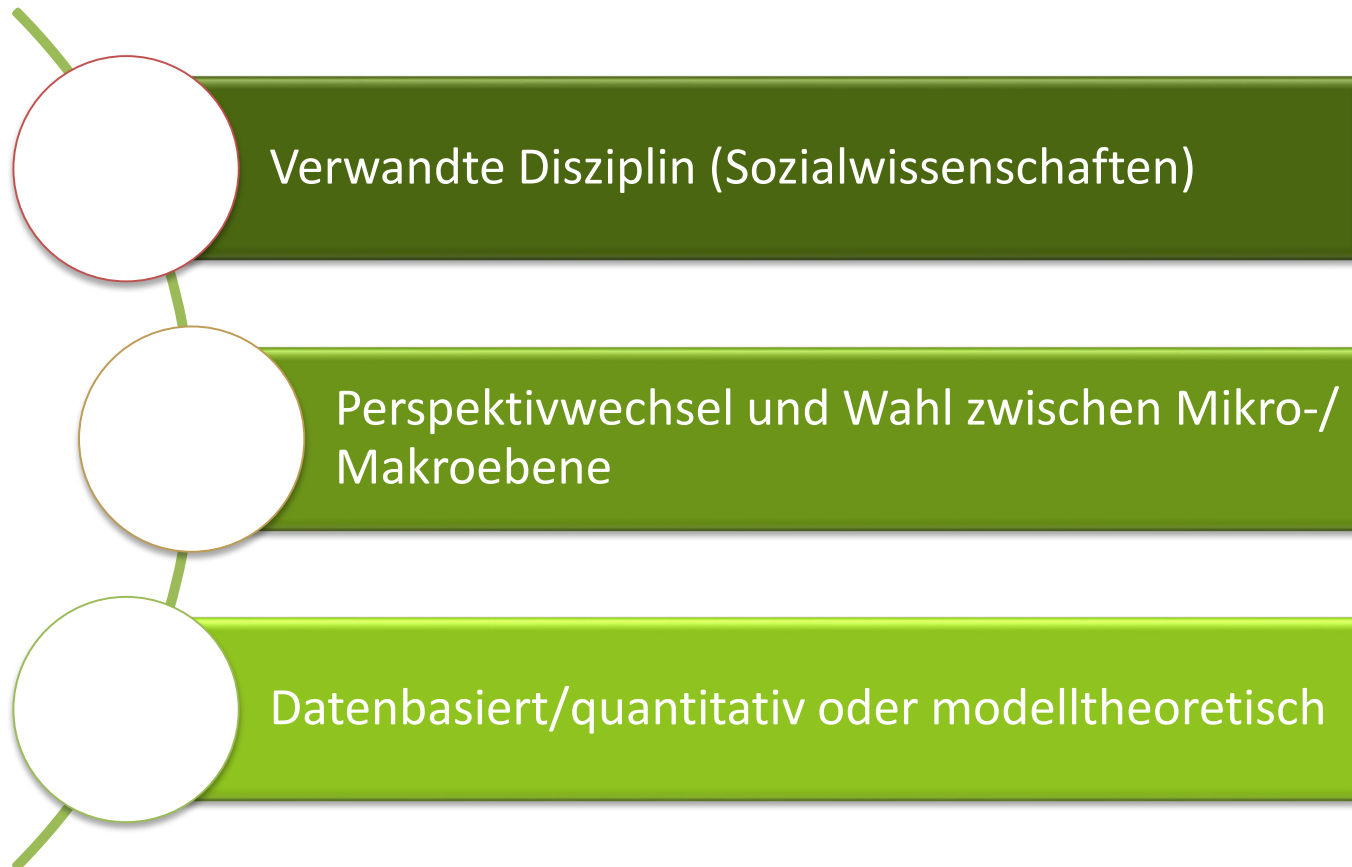 Verwandte Disziplin (Sozialwissenschaften)
Perspektivwechsel und Wahl zwischen Mikro-/
Makroebene
Datenbasiert/quantitativ oder modelltheoretisch